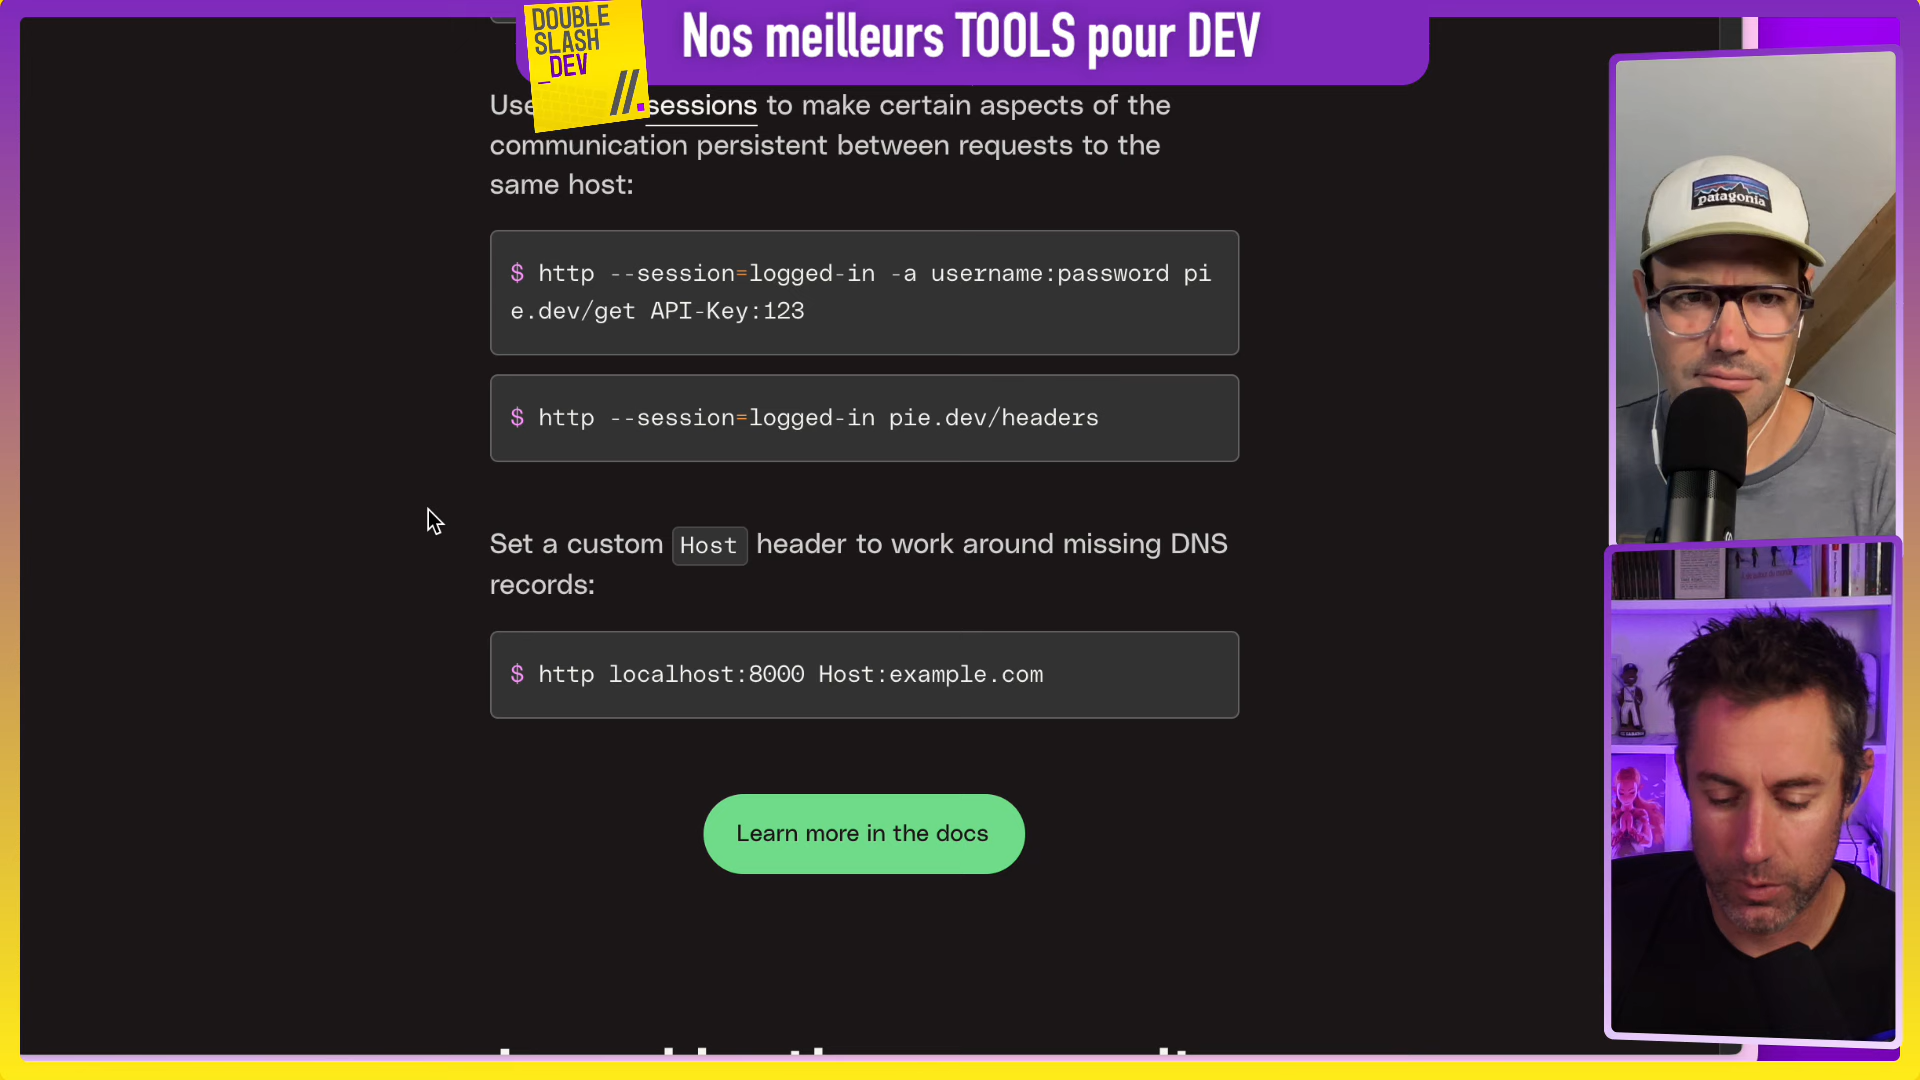 DOUBLE
SLASH
_DEV
//.
Nos meilleurs TOOLS pour DEV
Use sessions to make certain aspects of the
communication persistent between requests to the
same host:
$ http --session=logged-in -a username:password pi
e.dev/get API-Key:123
$ http --session=logged-in pie.dev/headers
Set a custom Host header to work around missing DNS
records:
$ http localhost:8000 Host:example.com
Learn more in the docs
patagonia